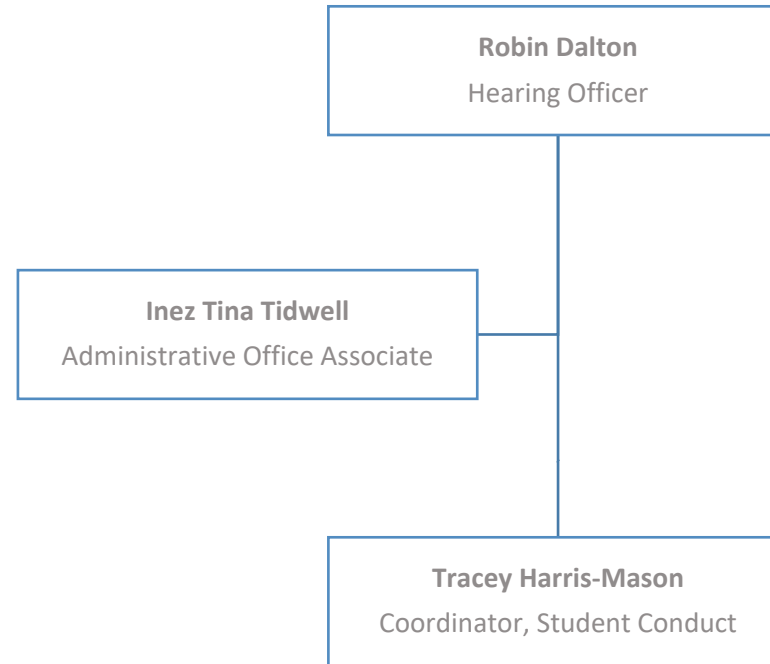 Robin Dalton
Hearing Officer
Inez Tina Tidwell
Administrative Office Associate
Tracey Harris-Mason
Coordinator, Student Conduct